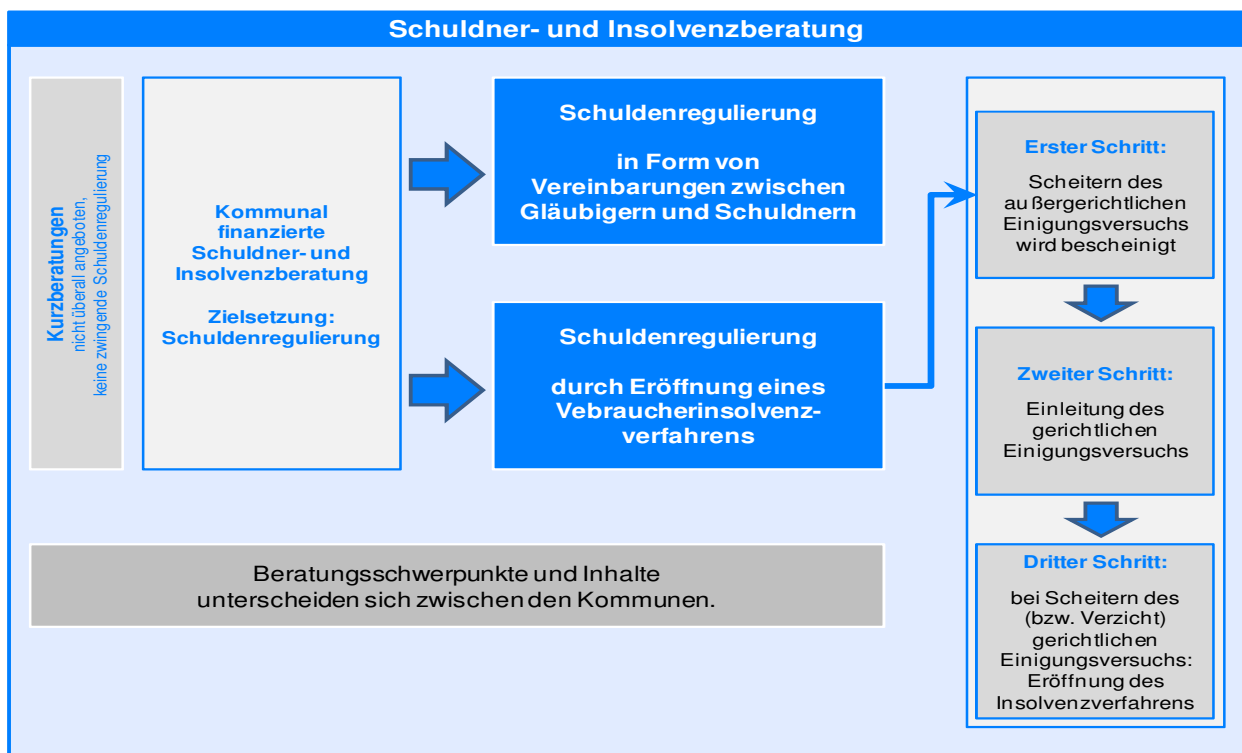 Schuldner- und Insolvenzberatung
Kurzberatungen
nicht überall angeboten,
keine zwingende Schuldenregulierung
Kommunal
finanzierte
Schuldner- und
Insolvenzberatung
Zielsetzung:
Schuldenregulierung
Schuldenregulierung
in Form von
Vereinbarungen zwischen
Gläubigern und Schuldnern
Schuldenregulierung
durch Eröffnung eines
Vebraucherinsolvenz-
verfahrens
Erster Schritt:
Scheitern des
außergerichtlichen
Einigungsversuchs
wird bescheinigt
Zweiter Schritt:
Einleitung des
gerichtlichen
Einigungsversuchs
Dritter Schritt:
bei Scheitern des
(bzw. Verzicht)
gerichtlichen
Einigungsversuchs:
Eröffnung des
Insolvenzverfahrens
Beratungsschwerpunkte und Inhalte
unterscheiden sich zwischen den Kommunen.